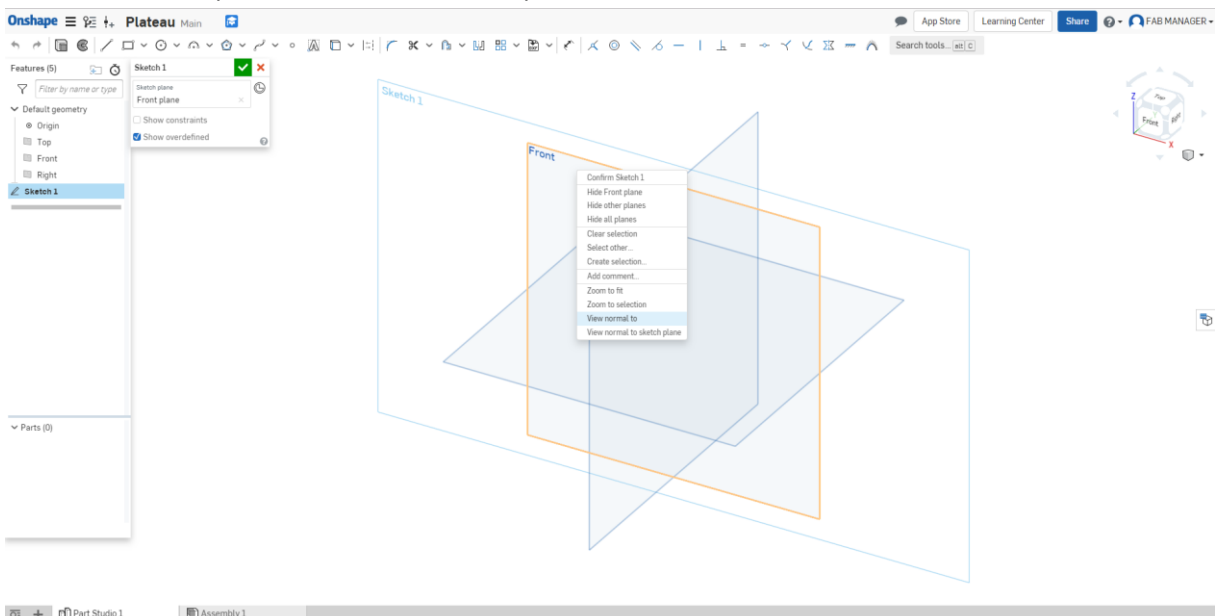 Onshape Plateau Main App Store Learning Center Share FAB MANAGER
Search tools... alt C
Features (5)
Filter by name or type
Default geometry
Origin
Top
Front
Right
Sketch 1
Parts (0)
Sketch 1
Sketch plane
Front plane
Show constraints
Show overdefined
Sketch 1
Front
Confirm Sketch 1
Hide Front plane
Hide other planes
Hide all planes
Clear selection
Select other...
Create selection...
Add comment...
Zoom to fit
Zoom to selection
View normal to
View normal to sketch plane
Z
Top
Front
Right
X
Part Studio 1
Assembly 1